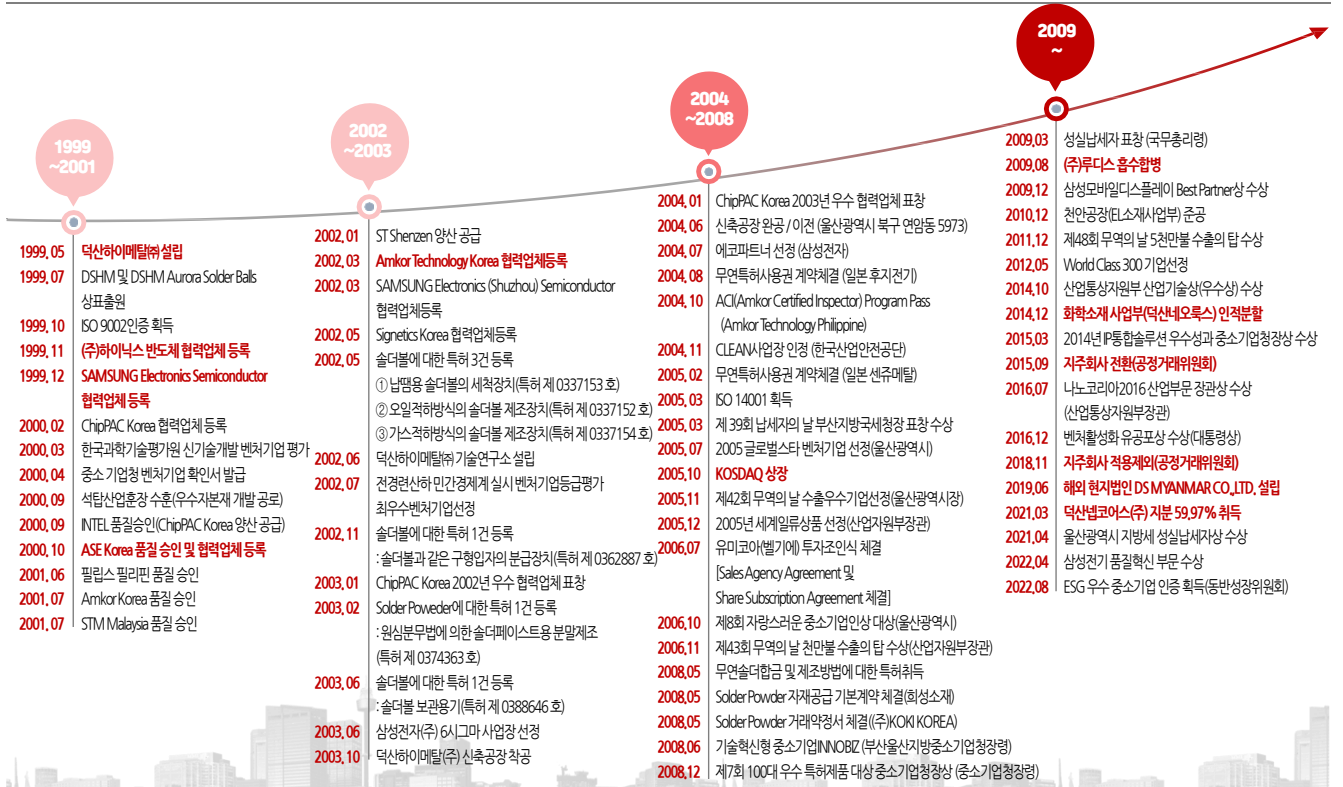 1999
~2001
1999.05 덕산하이메탈㈜ 설립
1999.07 DSHM 및 DSHM Aurora Solder Balls
상표출원
1999.10 ISO 9002인증 획득
1999.11 (주)하이닉스 반도체 협력업체 등록
1999.12 SAMSUNG Electronics Semiconductor
협력업체 등록
2000.02 ChipPAC Korea 협력업체 등록
2000.03 한국과학기술평가원 신기술개발 벤처기업 평가
2000.04 중소 기업청 벤처기업 확인서 발급
2000.09 석탑산업훈장 수훈(우수자본재 개발 공로)
2000.09 INTEL 품질승인(ChipPAC Korea 양산 공급)
2000.10 ASE Korea 품질 승인 및 협력업체 등록
2001.06 필립스 필리핀 품질 승인
2001.07 Amkor Korea 품질 승인
2001.07 STM Malaysia 품질 승인
2002
~2003
2002.01 ST Shenzen 양산 공급
2002.03 Amkor Technology Korea 협력업체등록
2002.03 SAMSUNG Electronics (Shuzhou) Semiconductor
협력업체등록
2002.05 Signetics Korea 협력업체등록
2002.05 솔더볼에 대한 특허 3건 등록
① 납땜용 솔더볼의 세척장치(특허 제 0337153 호)
② 오일적하방식의 솔더볼 제조장치(특허 제 0337152 호)
③ 가스적하방식의 솔더볼 제조장치(특허 제 0337154 호)
2002.06 덕산하이메탈㈜ 기술연구소 설립
2002.07 전경련산하 민간경제계 실시 벤처기업등급평가
최우수벤처기업선정
2002.11 솔더볼에 대한 특허 1건 등록
: 솔더볼과 같은 구형입자의 분급장치(특허 제 0362887 호)
2003.01 ChipPAC Korea 2002년 우수 협력업체 표창
2003.02 Solder Poweder에 대한 특허 1건 등록
: 원심분무법에 의한 솔더페이스트용 분말제조
(특허 제 0374363 호)
2003.06 솔더볼에 대한 특허 1건 등록
: 솔더볼 보관용기(특허 제 0388646 호)
2003.06 삼성전자(주) 6시그마 사업장 선정
2003.10 덕산하이메탈(주) 신축공장 착공
2004
~2008
2004.01 ChipPAC Korea 2003년 우수 협력업체 표창
2004.06 신축공장 완공 / 이전 (울산광역시 북구 연암동 5973)
2004.07 에코파트너 선정 (삼성전자)
2004.08 무연특허사용권 계약체결 (일본 후지전기)
2004.10 ACI(Amkor Certified Inspector) Program Pass
(Amkor Technology Philippine)
2004.11 CLEAN사업장 인정 (한국산업안전공단)
2005.02 무연특허사용권 계약체결 (일본 센주메탈)
2005.03 ISO 14001 획득
2005.03 제 39회 납세자의 날 부산지방국세청장 표창 수상
2005.07 2005 글로벌스타 벤처기업 선정(울산광역시)
2005.10 KOSDAQ 상장
2005.11 제42회 무역의 날 수출우수기업선정(울산광역시장)
2005.12 2005년 세계일류상품 선정(산업자원부장관)
2006.07 유미코아(벨기에) 투자조인식 체결
[Sales Agreement 및
Share Subscription Agreement 체결]
2006.10 제8회 자랑스러운 중소기업인상 대상(울산광역시)
2006.11 제43회 무역의 날 천만불 수출의 탑 수상(산업자원부장관)
2008.05 무연솔더합금 및 제조방법에 대한 특허취득
2008.05 Solder Powder 자재공급 기본계약 체결(희성소재)
2008.05 Solder Powder 거래약정서 체결((주)KOKI KOREA)
2008.06 기술혁신형 중소기업INNOBIZ (부산울산지방중소기업청장령)
2008.12 제7회 100대 우수 특허제품 대상 중소기업청장상 (중소기업청장령)
2009
~
2009.03 성실납세자 표창 (국무총리령)
2009.08 (주)루디스 흡수합병
2009.12 삼성모바일디스플레이 Best Partner상 수상
2010.12 천안공장(EL소재사업부) 준공
2011.12 제48회 무역의 날 5천만불 수출의 탑 수상
2012.05 World Class 300 기업선정
2014.10 산업통상자원부 산업기술상(우수상) 수상
2014.12 화학소재 사업부(덕산네오룩스) 인적분할
2015.03 2014년 IP통합솔루션 우수성과 중소기업청장상 수상
2015.09 지주회사 전환(공정거래위원회)
2016.07 나노코리아2016 산업부문 장관상 수상
(산업통상자원부장관)
2016.12 벤처활성화 유공포상 수상(대통령상)
2018.11 지주회사 적용제외(공정거래위원회)
2019.06 해외 현지법인 DS MYANMAR CO.,LTD. 설립
2021.03 덕산넵코어스(주) 지분 59.97% 취득
2021.04 울산광역시 지방세 성실납세자상 수상
2022.04 삼성전기 품질혁신 부문 수상
2022.08 ESG 우수 중소기업 인증 획득(동반성장위원회)